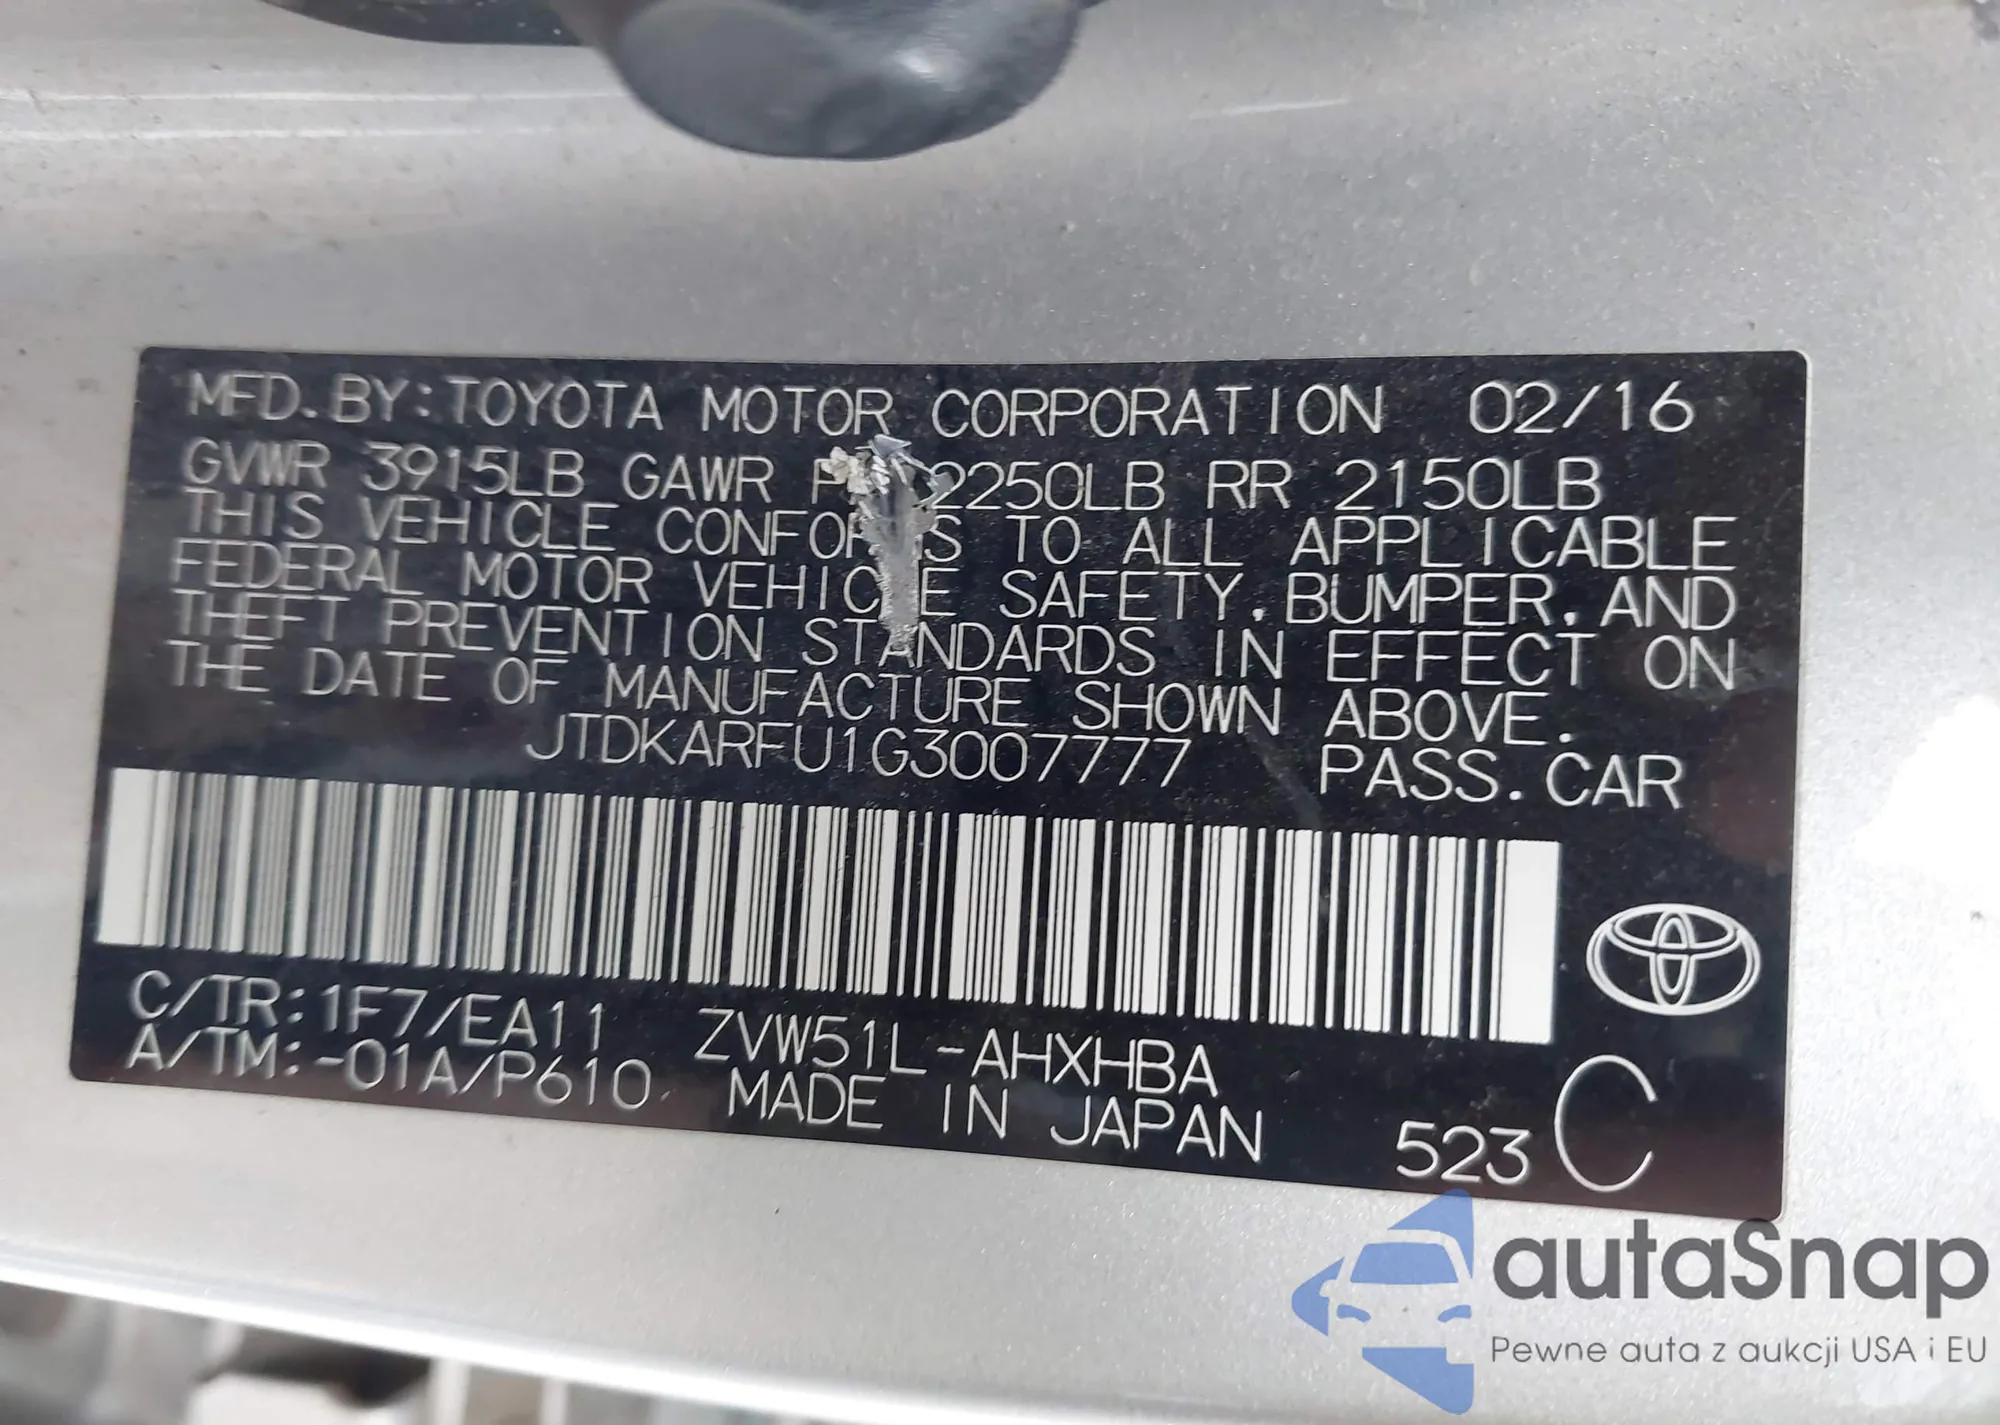 MFD. BY: TOYOTA MOTOR CORPORATION 02/16
GVWR 3915LB GAWR 2250LB RR 2150LB
THIS VEHICLE CONFORMS TO ALL APPLICABLE
FEDERAL MOTOR VEHICLE SAFETY, BUMPER, AND
THEFT PREVENTION STANDARDS IN EFFECT ON
THE DATE OF MANUFACTURE SHOWN ABOVE.
JTDKARFU1G3007777 PASS. CAR
C/TR: 1F7/EA11 ZVW51L-AHXHBA
A/TM: -01A/P610 MADE IN JAPAN 523 C
autaSnap
Pewne auta z aukcji USA i EU